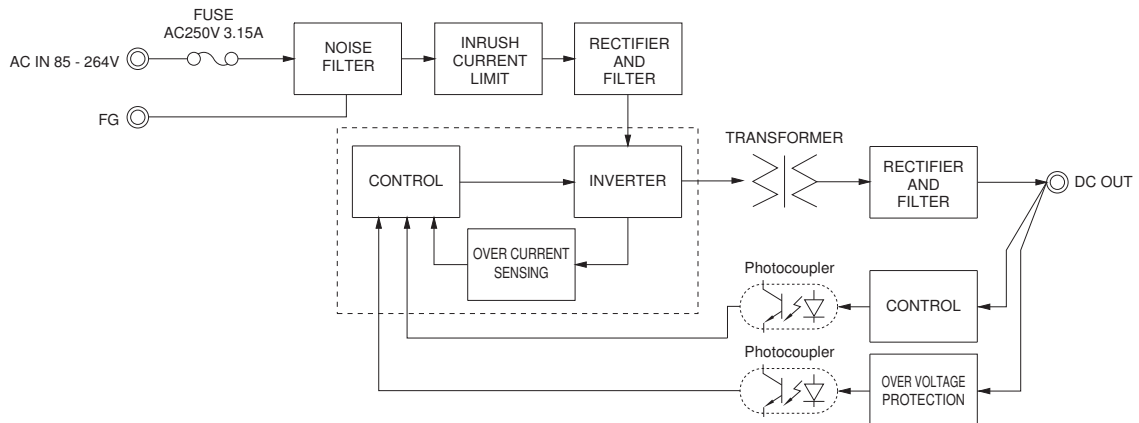 FUSE
AC250V 3.15A
AC IN 85 - 264V
NOISE
FILTER
INRUSH
CURRENT
LIMIT
RECTIFIER
AND
FILTER
FG
CONTROL
INVERTER
OVER CURRENT
SENSING
TRANSFORMER
RECTIFIER
AND
FILTER
DC OUT
Photocoupler
CONTROL
Photocoupler
OVER VOLTAGE
PROTECTION